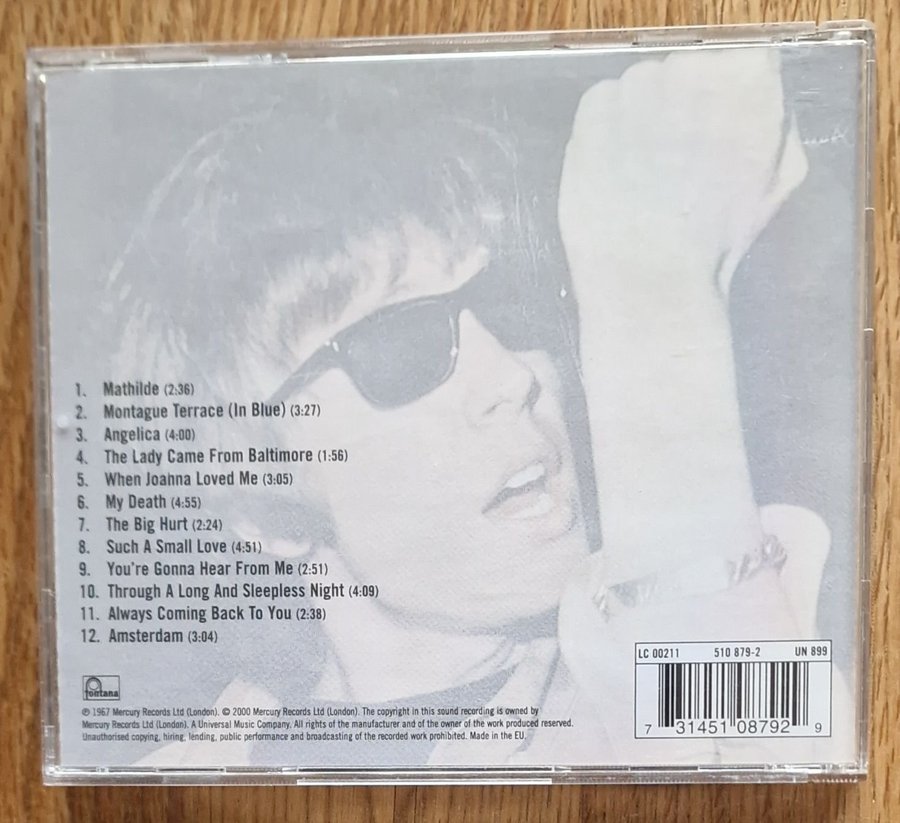 1. Mathilde (2:36)
2. Montague Terrace (In Blue) (3:27)
3. Angelica (4:00)
4. The Lady Came From Baltimore (1:56)
5. When Joanna Loved Me (3:05)
6. My Death (4:55)
7. The Big Hurt (2:24)
8. Such A Small Love (4:51)
9. You're Gonna Hear From Me (2:51)
10. Through A Long And Sleepless Night (4:09)
11. Always Coming Back To You (2:38)
12. Amsterdam (3:04)
fontana
℗ 1967 Mercury Records Ltd (London). © 2000 Mercury Records Ltd (London). The copyright in this sound recording is owned by
Mercury Records Ltd (London). A Universal Music Company. All rights of the manufacturer and of the owner of the work produced reserved.
Unauthorised copying, hiring, lending, public performance and broadcasting of the recorded work prohibited. Made in the EU.
LC 00211 510 879-2 UN 899
7 31451 08792 9